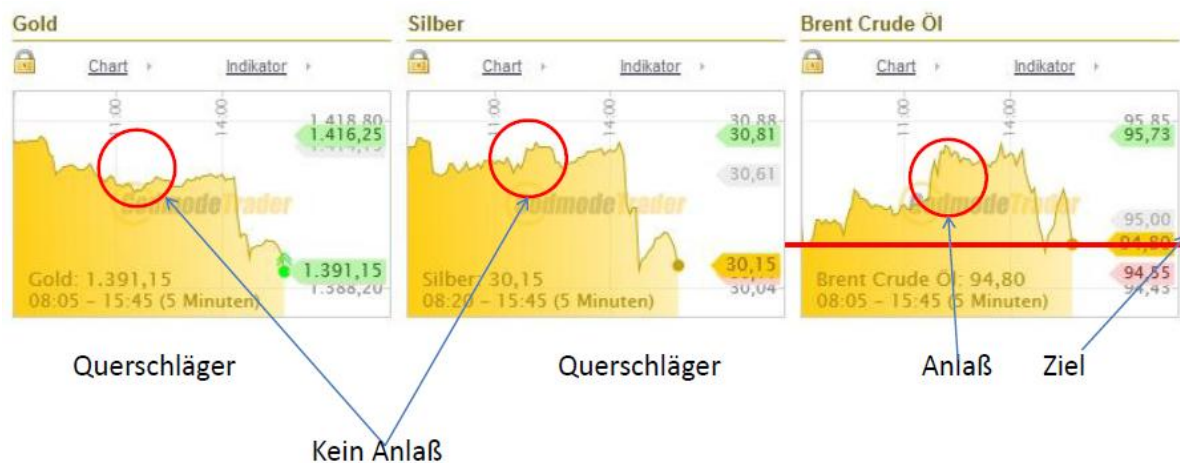 Gold
Chart
Indikator
11:00
14:00
1.418,80
1.416,25
GodmodeTrader
Gold: 1.391,15
08:05 – 15:45 (5 Minuten)
1.391,15
1.388,20
Silber
Chart
Indikator
11:00
14:00
30,88
30,81
30,61
GodmodeTrader
Silber: 30,15
08:20 – 15:45 (5 Minuten)
30,15
30,04
Brent Crude Öl
Chart
Indikator
11:00
14:00
95,85
95,73
95,00
GodmodeTrader
94,80
Brent Crude Öl: 94,80
08:05 – 15:45 (5 Minuten)
94,55
94,43
Querschläger
Querschläger
Anlaß
Ziel
Kein Anlaß